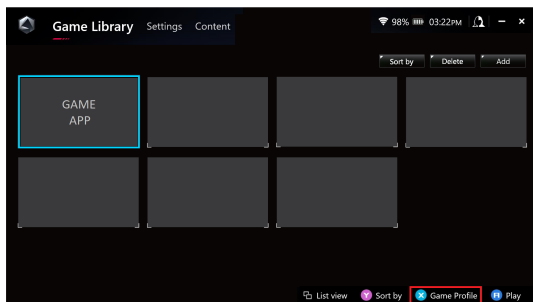 Game Library Settings Content 98% 03:22PM
Sort by Delete Add
GAME
APP
List view Y Sort by X Game Profile Play